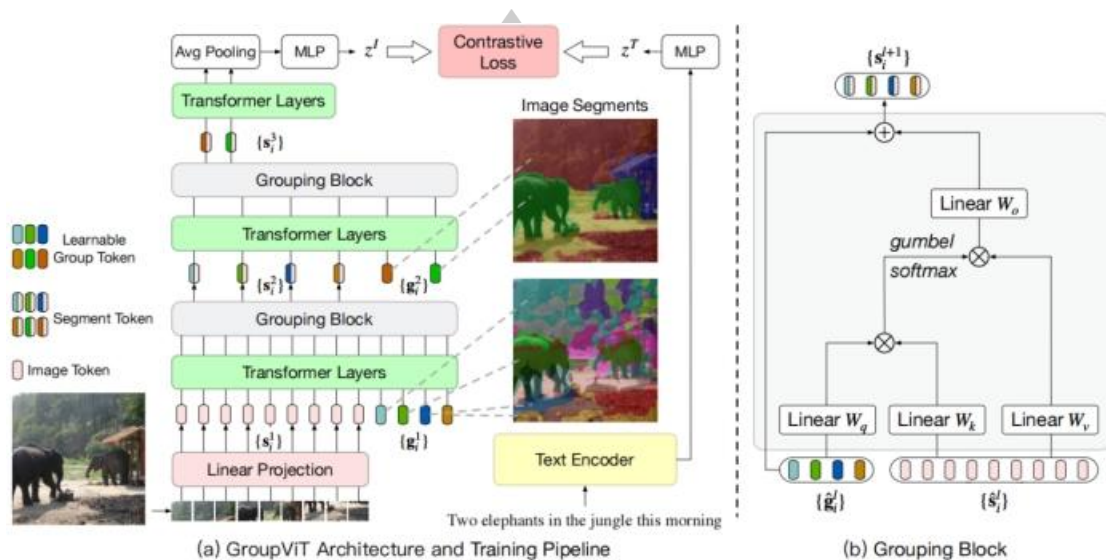 Avg Pooling
MLP
z^I
Contrastive
Loss
z^T
MLP
Transformer Layers
Image Segments
{s_i^3}
Grouping Block
Learnable
Group Token
Transformer Layers
{s_i^2}
{g_i^2}
Segment Token
Grouping Block
Image Token
Transformer Layers
{s_i^1}
{g_i^1}
Linear Projection
Text Encoder
Two elephants in the jungle this morning
(a) GroupViT Architecture and Training Pipeline
{s_i^{l+1}}
+
Linear W_o
gumbel
softmax
Linear W_q
Linear W_k
Linear W_v
{ĝ_i^l}
{ŝ_i^l}
(b) Grouping Block